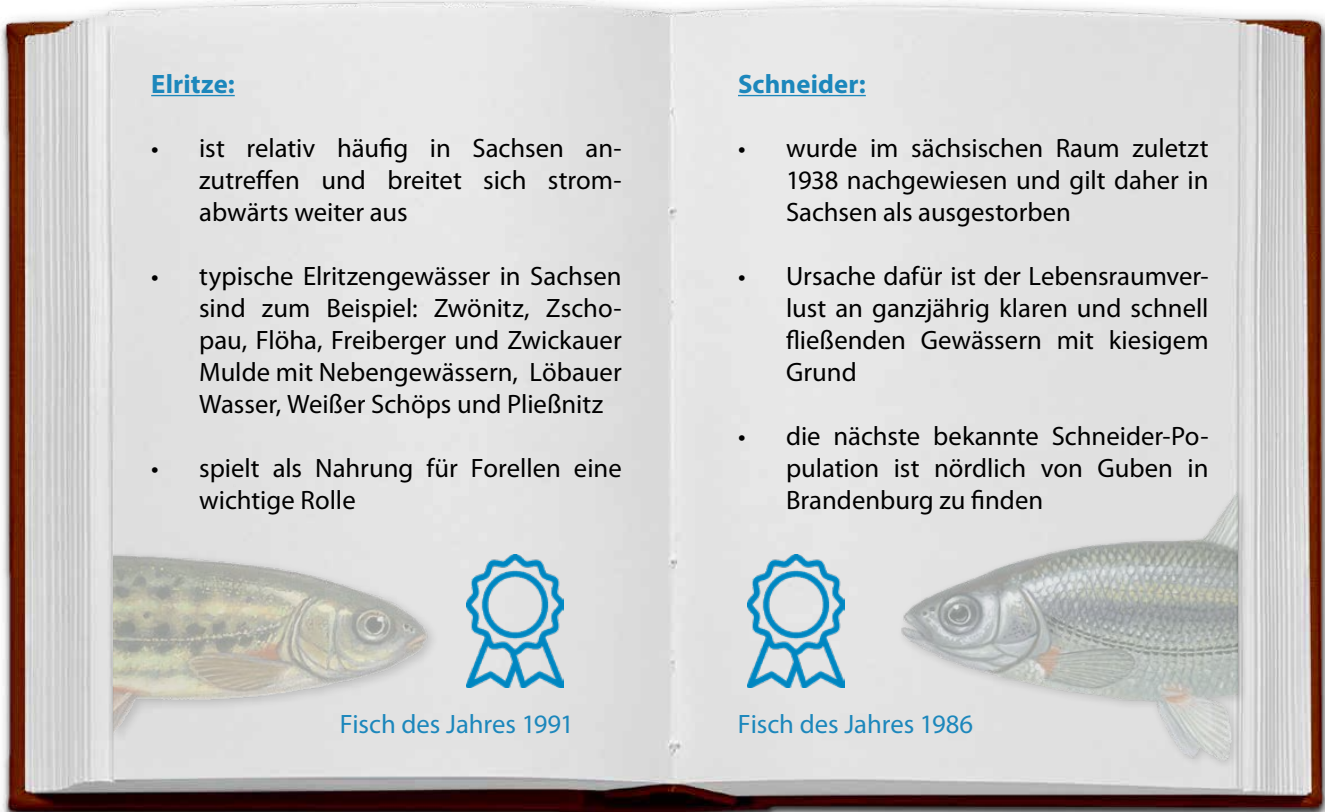 Elritze:
• ist relativ häufig in Sachsen an-
zutreffen und breitet sich strom-
abwärts weiter aus
• typische Elritzengewässer in Sachsen
sind zum Beispiel: Zwönitz, Zscho-
pau, Flöha, Freiberger und Zwickauer
Mulde mit Nebengewässern, Löbauer
Wasser, Weißer Schöps und Pließnitz
• spielt als Nahrung für Forellen eine
wichtige Rolle
Fisch des Jahres 1991
Schneider:
• wurde im sächsischen Raum zuletzt
1938 nachgewiesen und gilt daher in
Sachsen als ausgestorben
• Ursache dafür ist der Lebensraumver-
lust an ganzjährig klaren und schnell
fließenden Gewässern mit kiesigem
Grund
• die nächste bekannte Schneider-Po-
pulation ist nördlich von Guben in
Brandenburg zu finden
Fisch des Jahres 1986